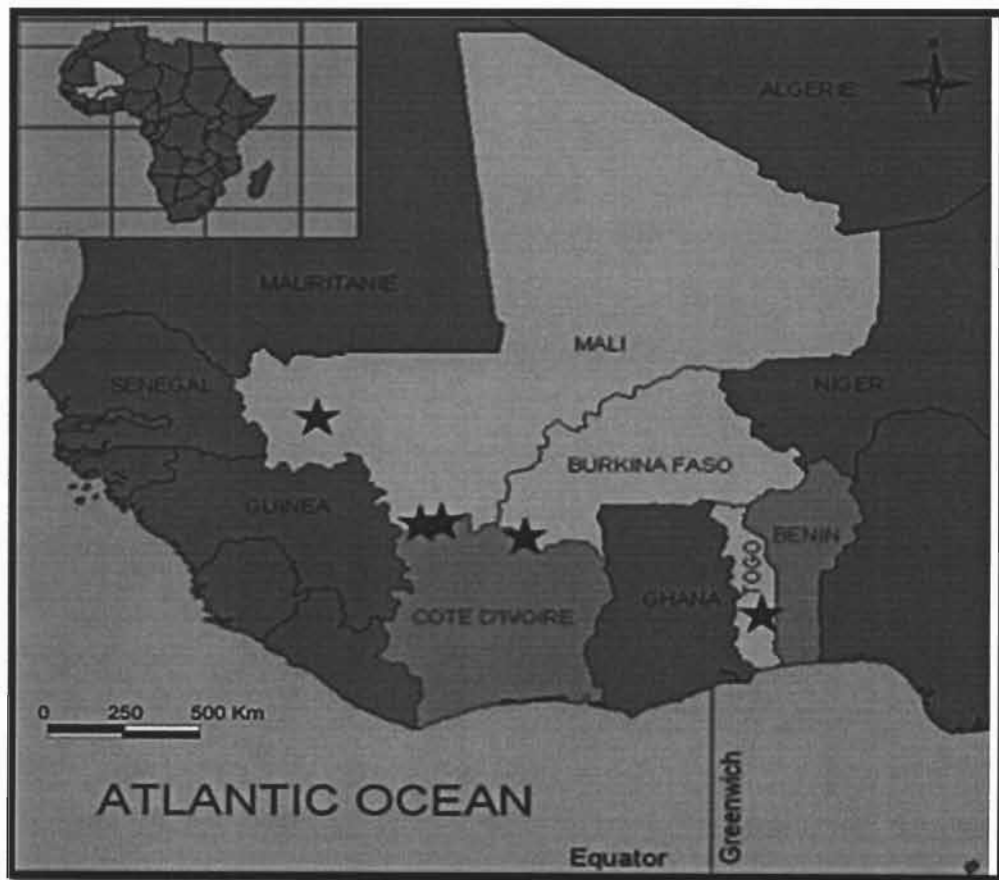 ALGERIE
MAURITANIE
MALI
SENEGAL
NIGER
BURKINA FASO
GUINEA
BENIN
TOGO
GHANA
COTE D'IVOIRE
0 250 500 Km
ATLANTIC OCEAN
Greenwich
Equator